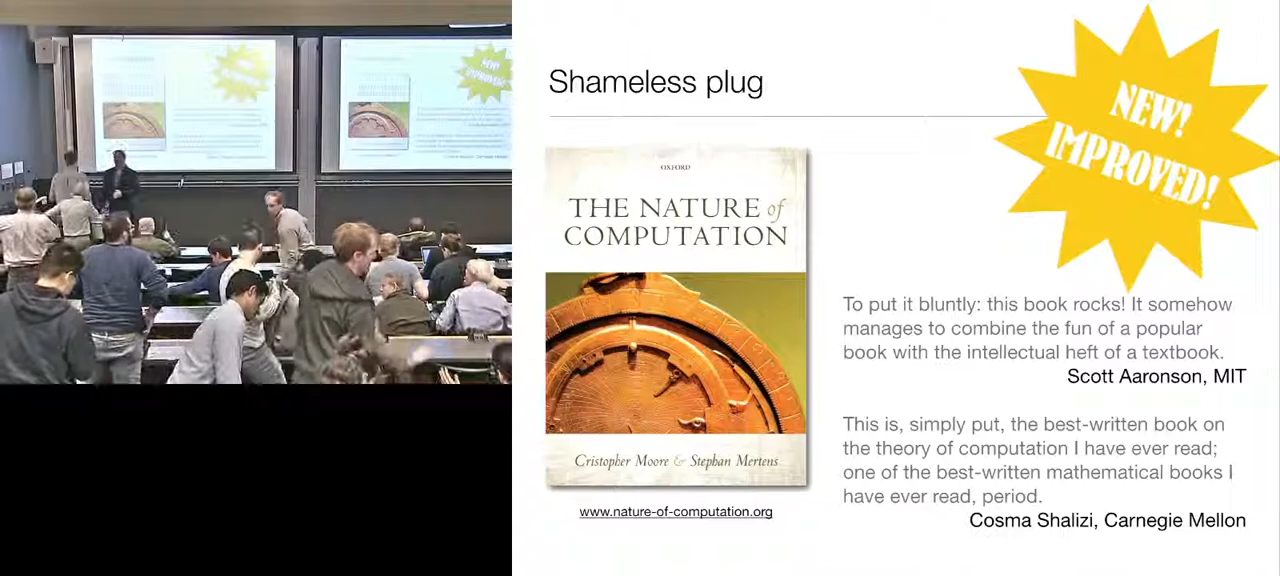 Shameless plug
NEW!
IMPROVED!
OXFORD
THE NATURE of
COMPUTATION
Cristopher Moore & Stephan Mertens
www.nature-of-computation.org
To put it bluntly: this book rocks! It somehow
manages to combine the fun of a popular
book with the intellectual heft of a textbook.
Scott Aaronson, MIT
This is, simply put, the best-written book on
the theory of computation I have ever read;
one of the best-written mathematical books I
have ever read, period.
Cosma Shalizi, Carnegie Mellon